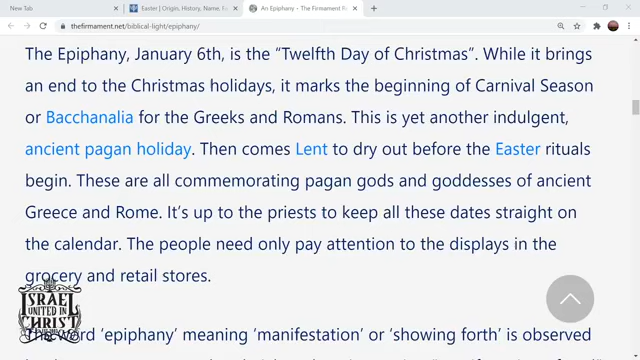 New Tab
Easter | Origin, History, Name, F
An Epiphany - The Firmament Re
thefirmament.net/biblical-light/epiphany/
The Epiphany, January 6th, is the “Twelfth Day of Christmas”. While it brings
an end to the Christmas holidays, it marks the beginning of Carnival Season
or Bacchanalia for the Greeks and Romans. This is yet another indulgent,
ancient pagan holiday. Then comes Lent to dry out before the Easter rituals
begin. These are all commemorating pagan gods and goddesses of ancient
Greece and Rome. It’s up to the priests to keep all these dates straight on
the calendar. The people need only pay attention to the displays in the
grocery and retail stores.
ISRAEL
UNITED IN
CHRIST
The word ‘epiphany’ meaning ‘manifestation’ or ‘showing forth’ is observed